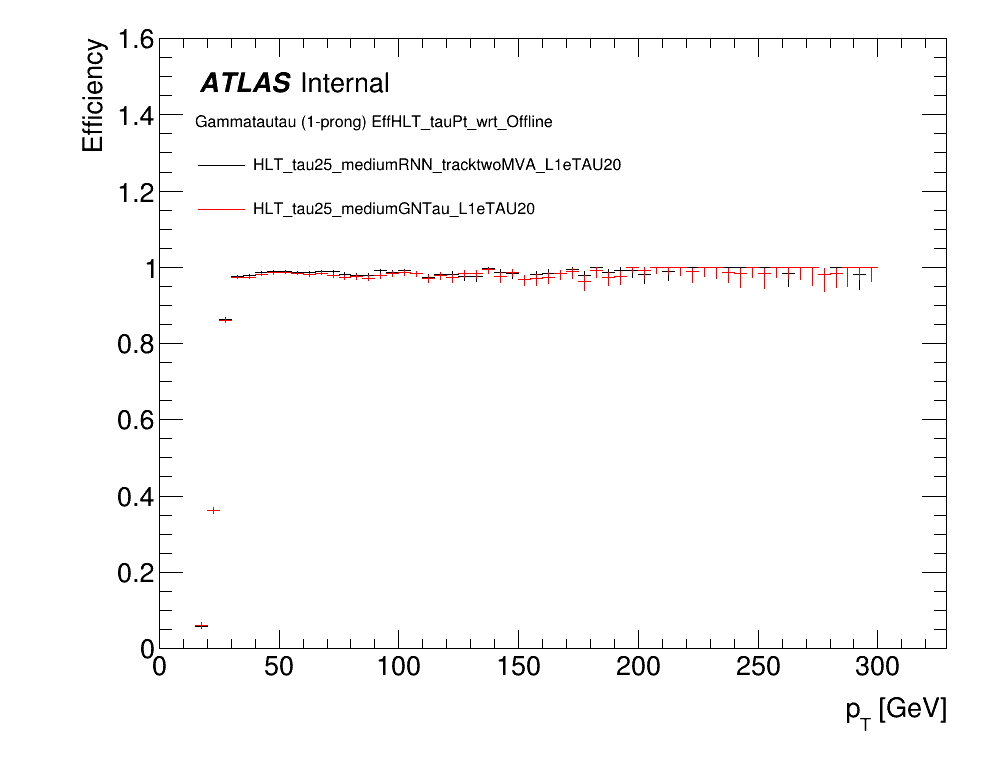 Efficiency
1.6
1.4
1.2
1
0.8
0.6
0.4
0.2
0
ATLAS Internal
Gammatautau (1-prong) EffHLT_tauPt_wrt_Offline
HLT_tau25_mediumRNN_tracktwoMVA_L1eTAU20
HLT_tau25_mediumGNTau_L1eTAU20
0 50 100 150 200 250 300
p_T [GeV]